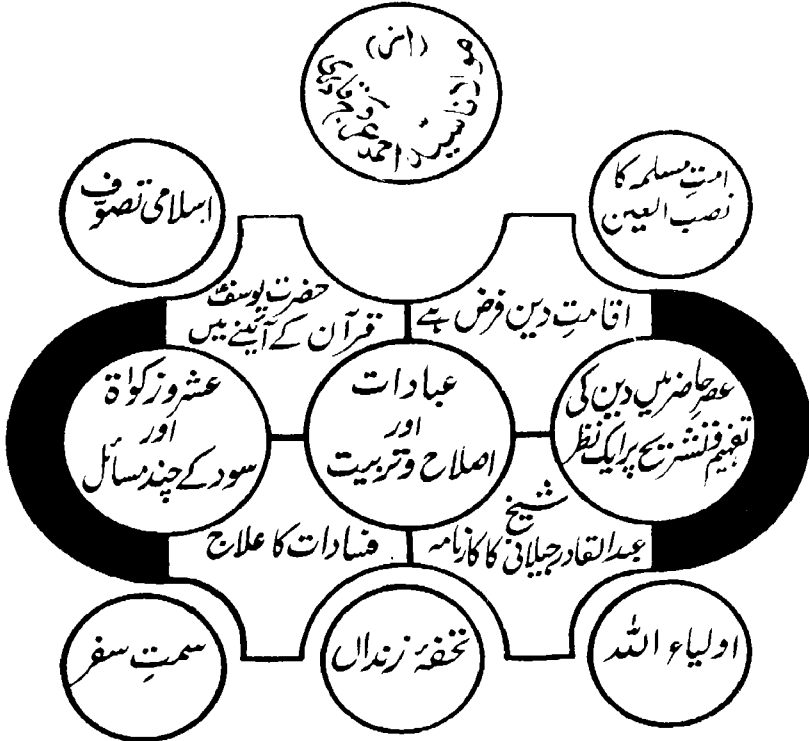 (از)
مولانا سید احمد عروج قادری
امتِ مسلمہ کا
نصب العین
اسلامی تصوف
اقامتِ دین فرض ہے
حضرت یوسفؑ
قرآن کے آئینے میں
عصرِ حاضر میں دین کی
تفہیم و تشریح پر ایک نظر
عبادات
اور
اصلاح و تربیت
عشر و زکوٰۃ
اور
سود کے چند مسائل
شیخ
عبدالقادر جیلانی کا کارنامہ
فسادات کا علاج
اولیاء اللہ
تحفۂ زنداں
سمتِ سفر